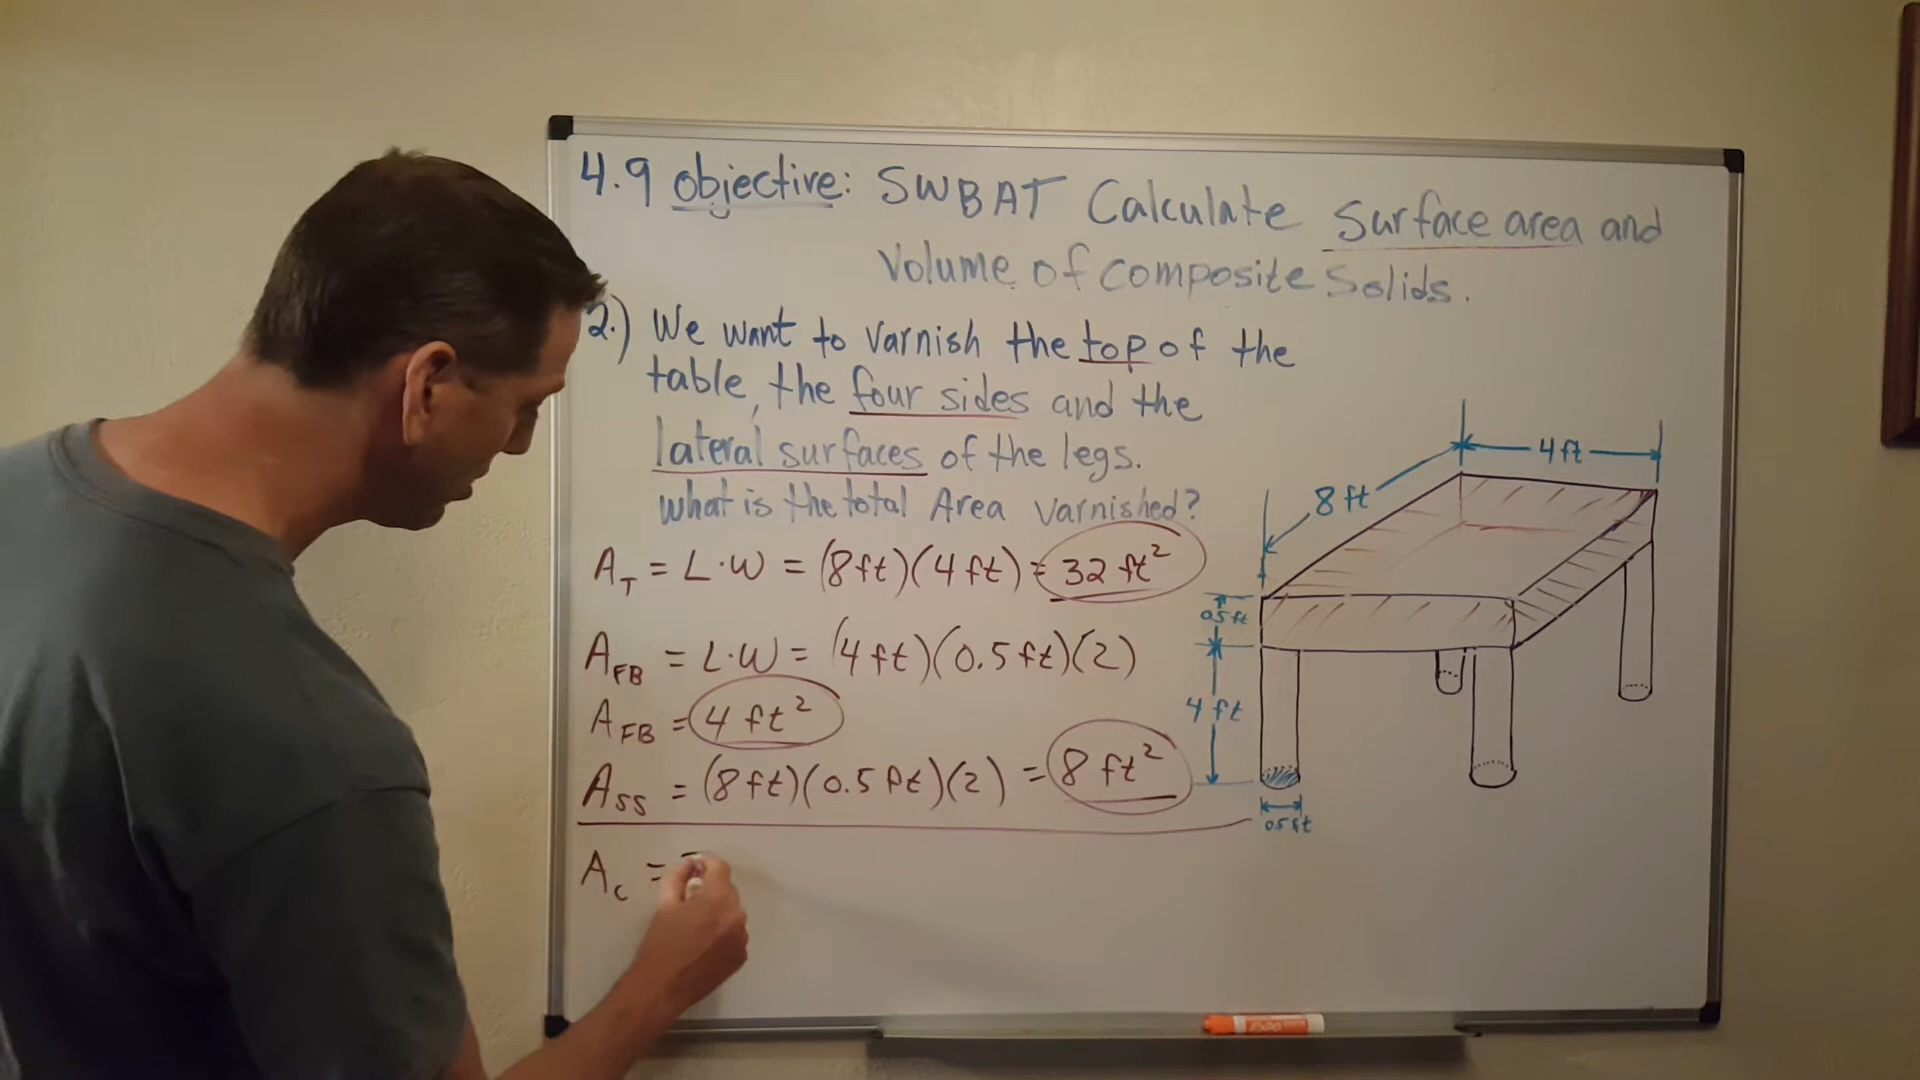 4.9 objective: SWBAT Calculate Surface area and
Volume of Composite Solids.
2.) We want to varnish the top of the
table, the four sides and the
lateral surfaces of the legs.
What is the total Area varnished?
A_T = L·W = (8ft)(4ft) = 32 ft²
A_FB = L·W = (4ft)(0.5ft)(2)
A_FB = 4 ft²
A_SS = (8ft)(0.5ft)(2) = 8 ft²
A_c =
4 ft
8 ft
0.5 ft
4 ft
0.5 ft
EXPO